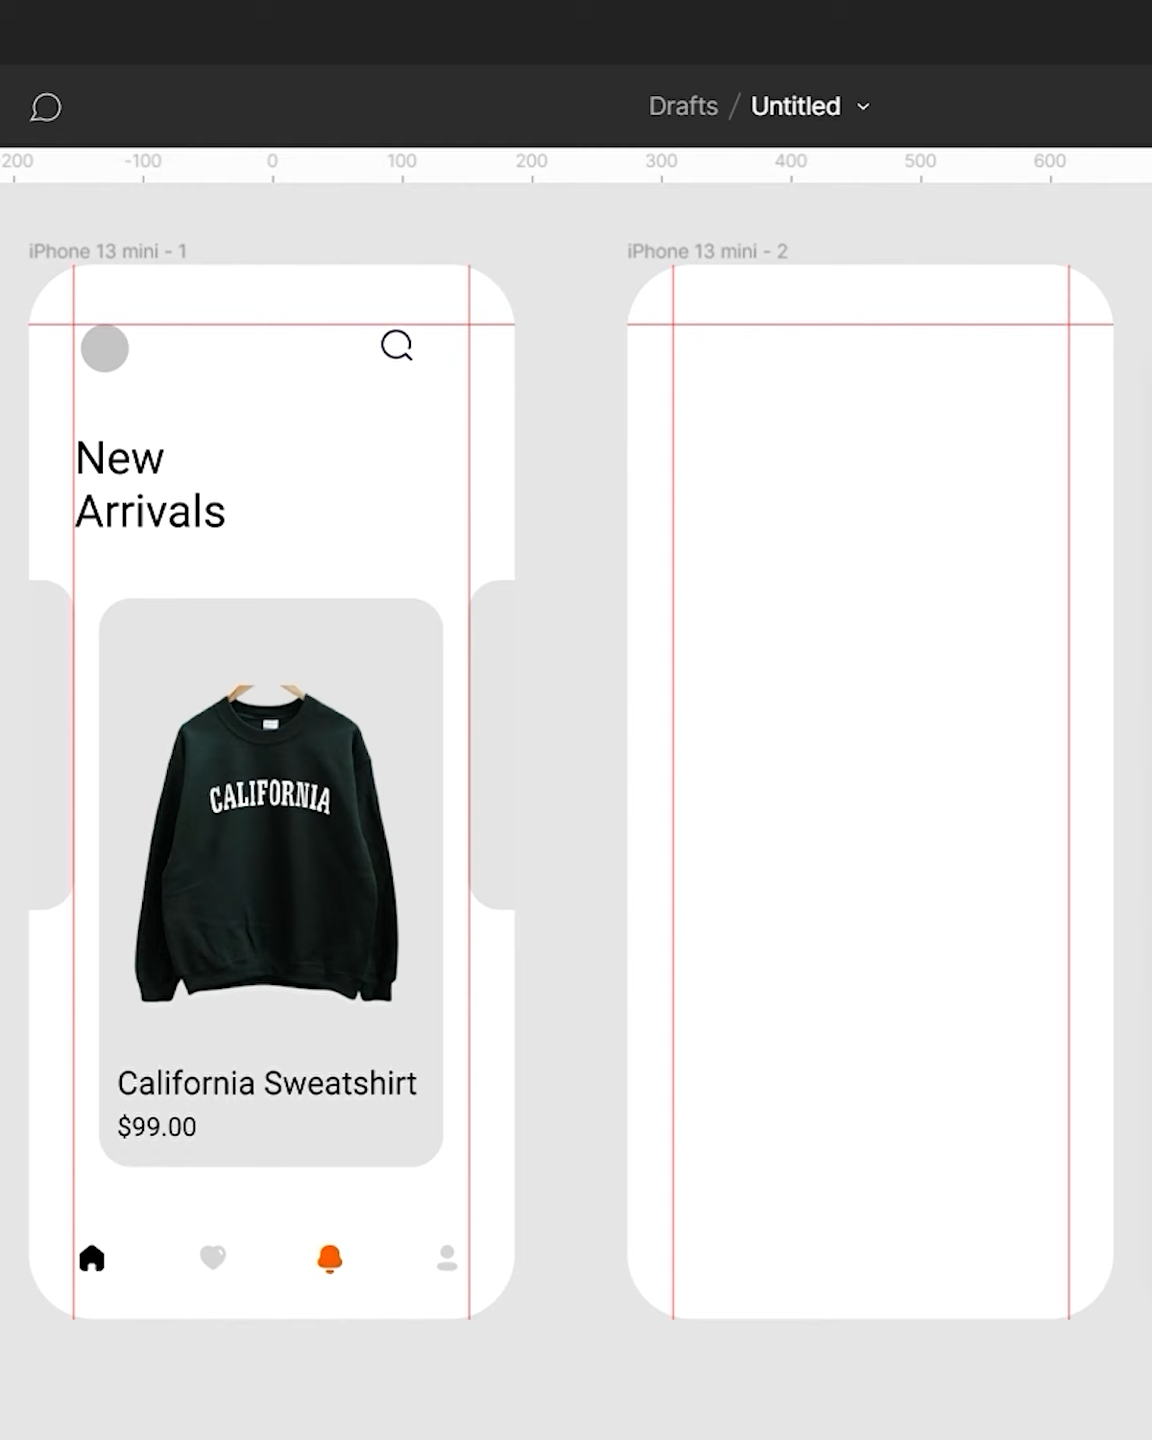 Drafts / Untitled
200 -100 0 100 200 300 400 500 600
iPhone 13 mini - 1
iPhone 13 mini - 2
New
Arrivals
CALIFORNIA
California Sweatshirt
$99.00